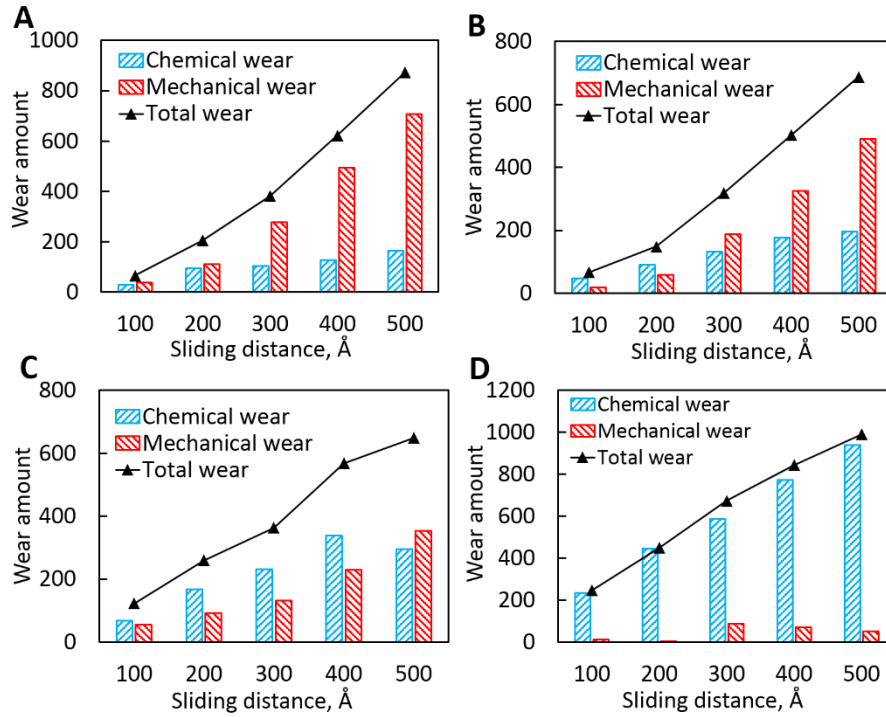 A
Wear amount
1000
800
600
400
200
0
Chemical wear
Mechanical wear
Total wear
100 200 300 400 500
Sliding distance, Å
B
Wear amount
800
600
400
200
0
Chemical wear
Mechanical wear
Total wear
100 200 300 400 500
Sliding distance, Å
C
Wear amount
800
600
400
200
0
Chemical wear
Mechanical wear
Total wear
100 200 300 400 500
Sliding distance, Å
D
Wear amount
1200
1000
800
600
400
200
0
Chemical wear
Mechanical wear
Total wear
100 200 300 400 500
Sliding distance, Å